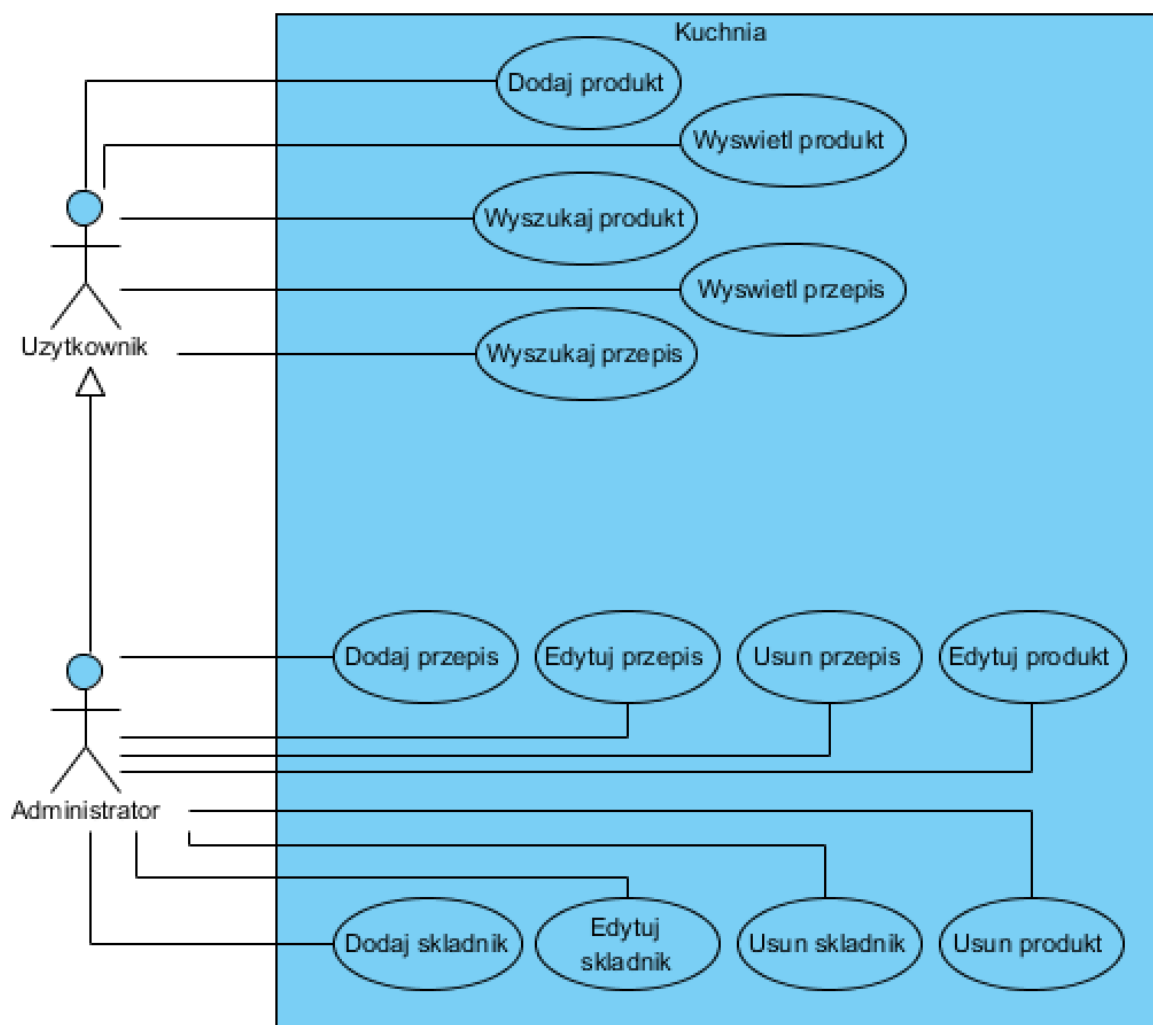 Kuchnia
Dodaj produkt
Wyswietl produkt
Wyszukaj produkt
Wyswietl przepis
Uzytkownik
Wyszukaj przepis
Dodaj przepis
Edytuj przepis
Usun przepis
Edytuj produkt
Administrator
Dodaj skladnik
Edytuj
skladnik
Usun skladnik
Usun produkt